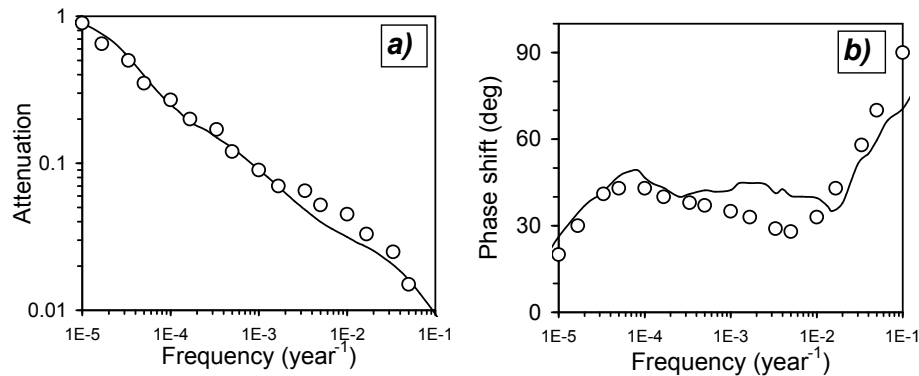 1
0.1
0.01
Attenuation
a)
1E-5 1E-4 1E-3 1E-2 1E-1
Frequency (year⁻¹)
90
60
30
0
Phase shift (deg)
b)
1E-5 1E-4 1E-3 1E-2 1E-1
Frequency (year⁻¹)